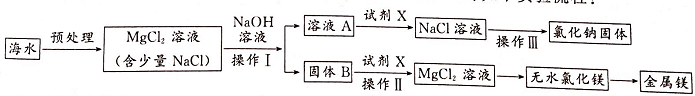 海水
预处理
MgCl₂ 溶液
(含少量 NaCl)
NaOH
溶液
操作Ⅰ
溶液 A
试剂 X
NaCl 溶液
操作Ⅲ
氯化钠固体
固体 B
试剂 X
操作Ⅱ
MgCl₂ 溶液
无水氯化镁
金属镁